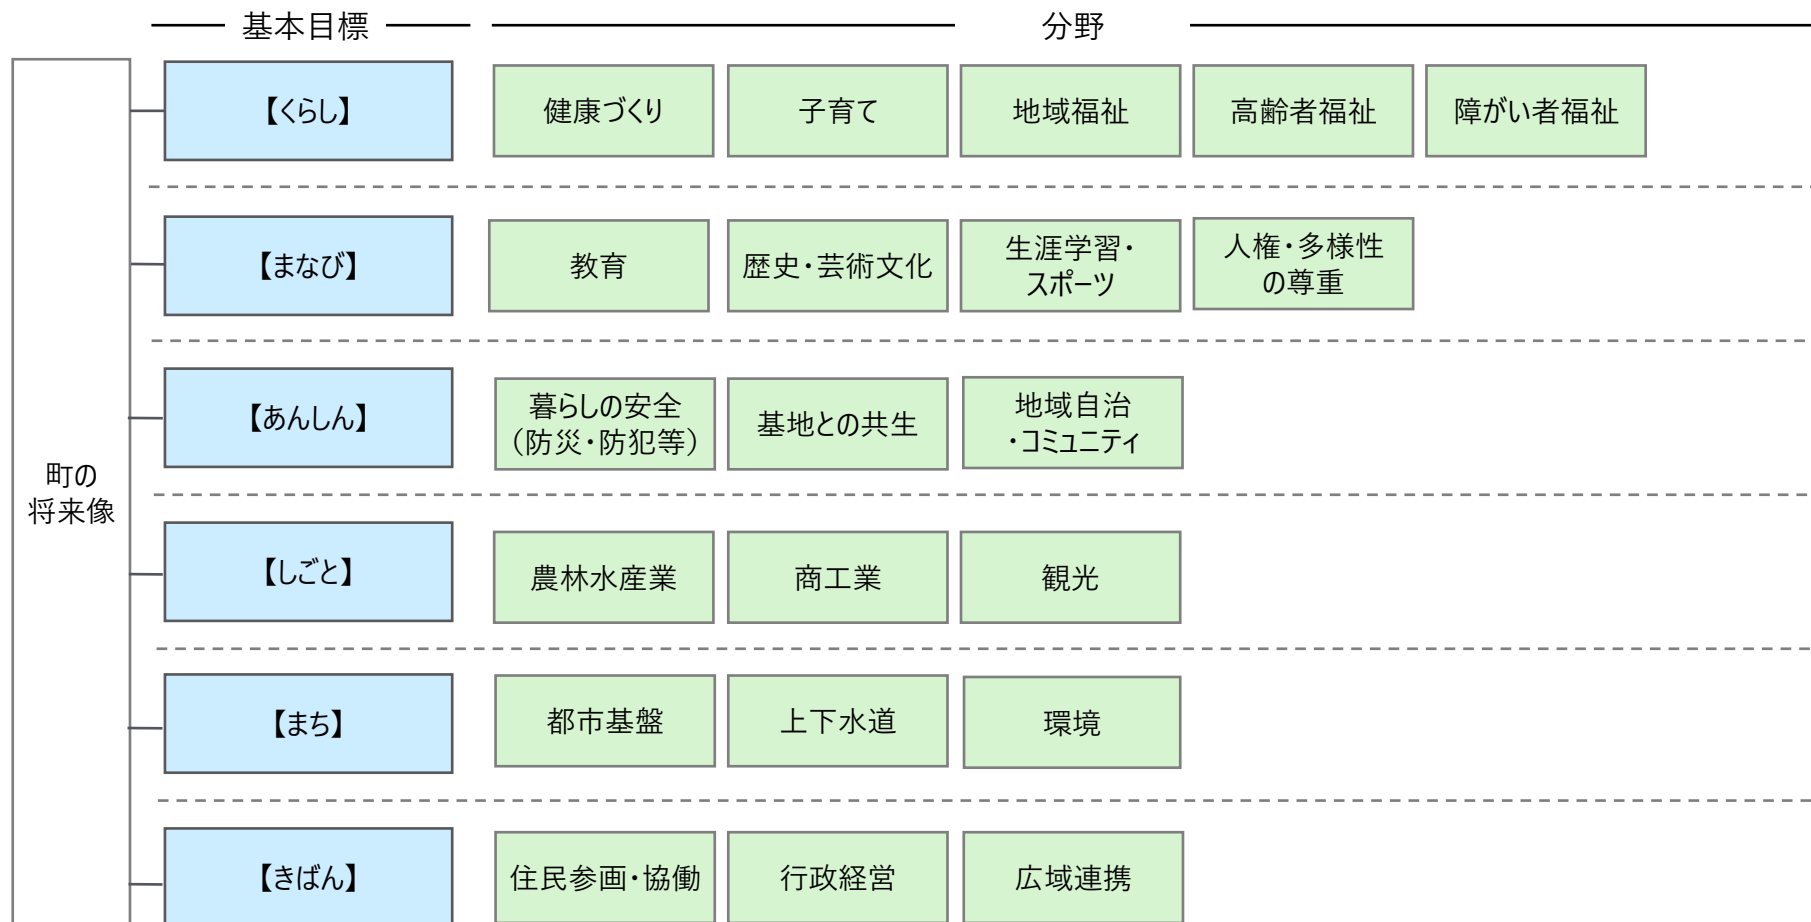 基本目標
分野
町の
将来像
【くらし】
健康づくり
子育て
地域福祉
高齢者福祉
障がい者福祉
【まなび】
教育
歴史・芸術文化
生涯学習・
スポーツ
人権・多様性
の尊重
【あんしん】
暮らしの安全
（防災・防犯等）
基地との共生
地域自治
・コミュニティ
【しごと】
農林水産業
商工業
観光
【まち】
都市基盤
上下水道
環境
【きばん】
住民参画・協働
行政経営
広域連携